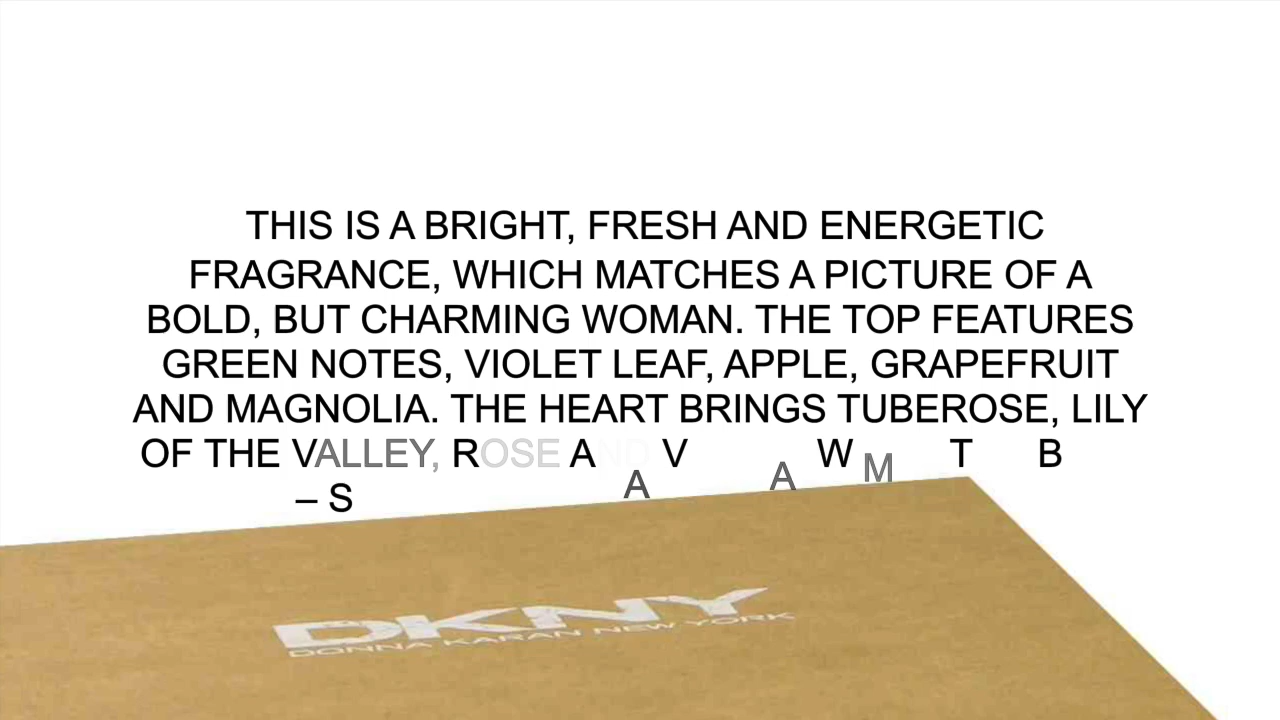 THIS IS A BRIGHT, FRESH AND ENERGETIC
FRAGRANCE, WHICH MATCHES A PICTURE OF A
BOLD, BUT CHARMING WOMAN. THE TOP FEATURES
GREEN NOTES, VIOLET LEAF, APPLE, GRAPEFRUIT
AND MAGNOLIA. THE HEART BRINGS TUBEROSE, LILY
OF THE VALLEY, ROSE AND V W M T B
– S A A
DKNY
DONNA KARAN NEW YORK